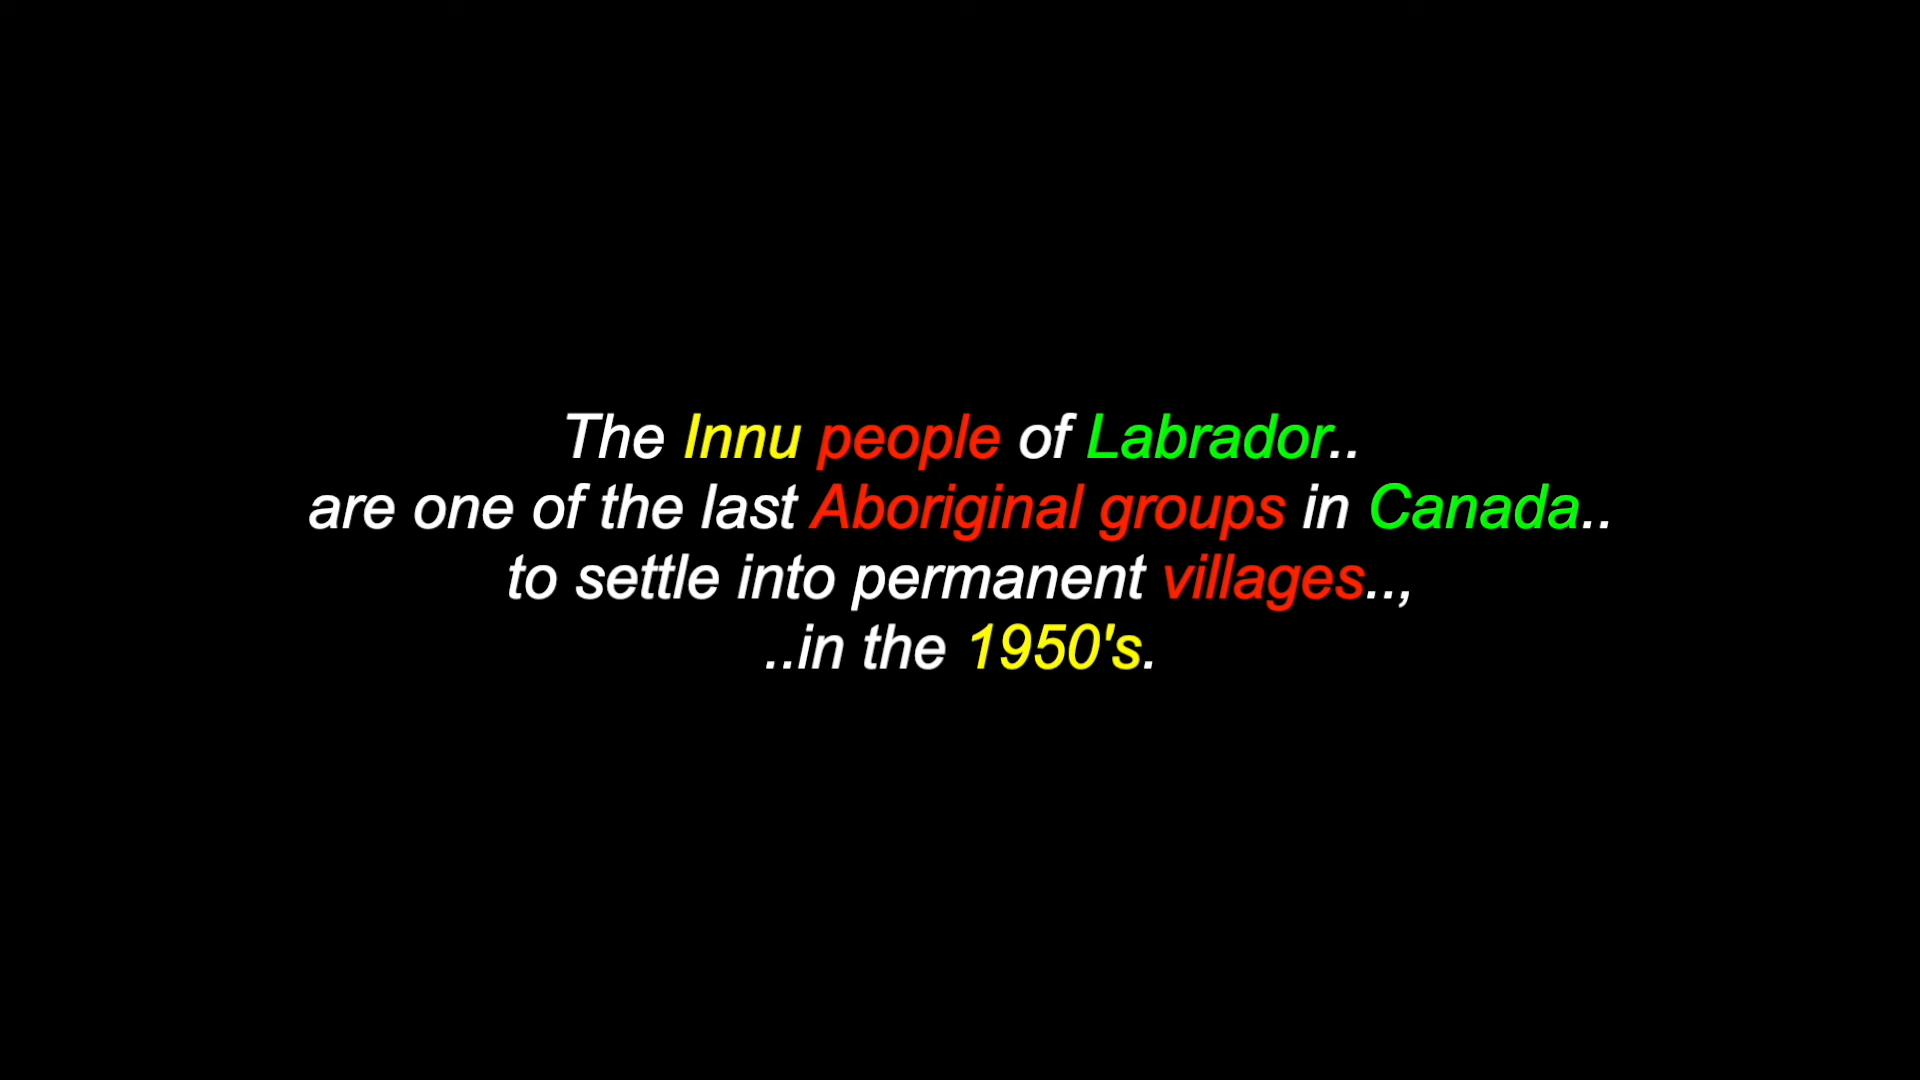 The Innu people of Labrador..
are one of the last Aboriginal groups in Canada..
to settle into permanent villages..,
..in the 1950's.